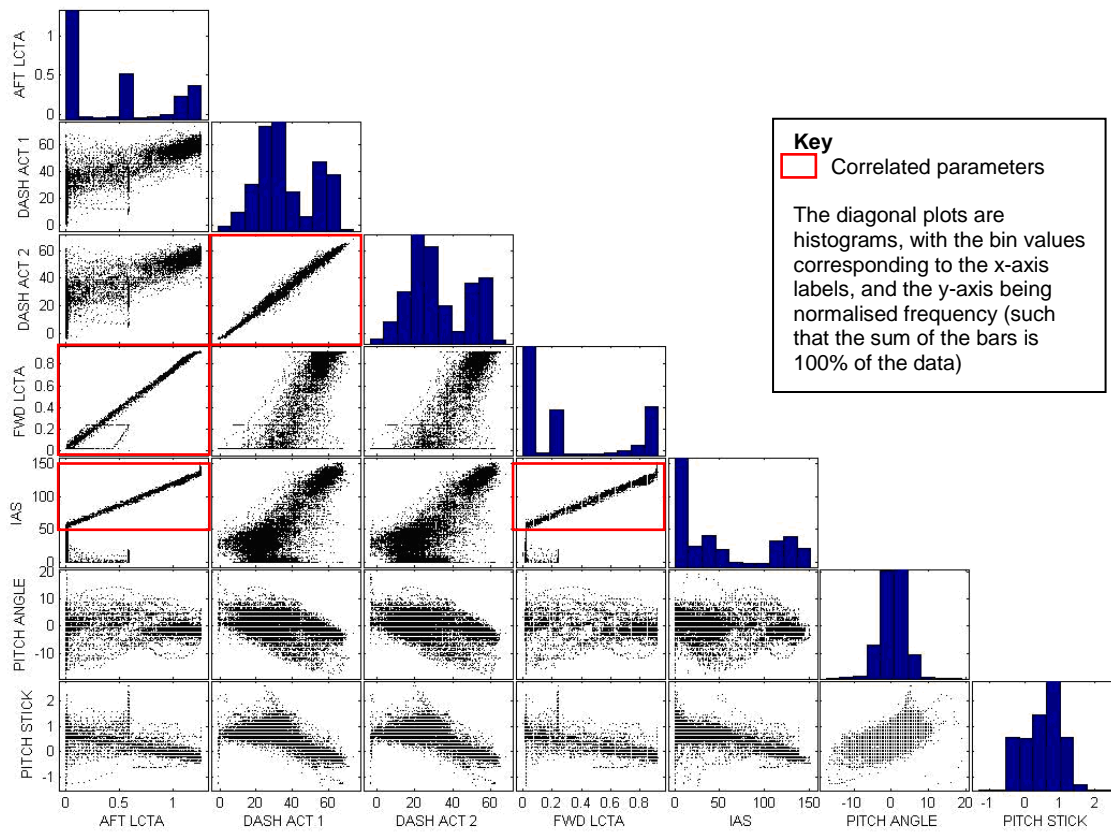 AFT LCTA
1
0.5
0
DASH ACT 1
60
40
20
0
DASH ACT 2
60
40
20
0
FWD LCTA
0.8
0.6
0.4
0.2
0
IAS
150
100
50
0
PITCH ANGLE
20
10
0
-10
PITCH STICK
2
1
0
-1
0 0.5 1
0 20 40 60
0 20 40 60
0 0.2 0.4 0.6 0.8
0 50 100 150
-10 0 10 20
-1 0 1 2
AFT LCTA
DASH ACT 1
DASH ACT 2
FWD LCTA
IAS
PITCH ANGLE
PITCH STICK
Key
Correlated parameters
The diagonal plots are
histograms, with the bin values
corresponding to the x-axis
labels, and the y-axis being
normalised frequency (such
that the sum of the bars is
100% of the data)